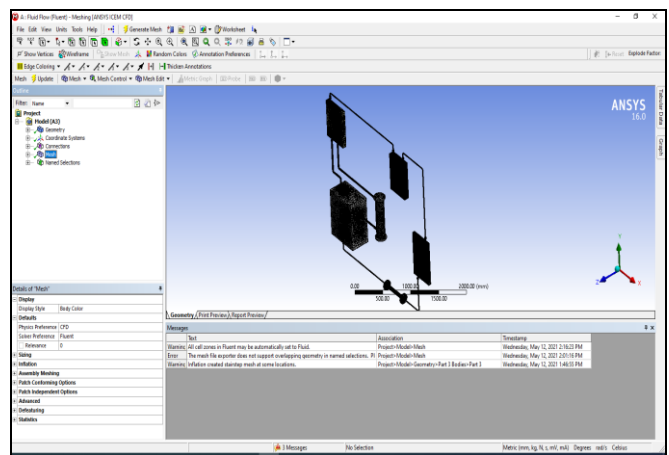 A : Fluid Flow (Fluent) - Meshing [ANSYS ICEM CFD]
File Edit View Units Tools Help Generate Mesh Worksheet
Show Vertices Wireframe Show Mesh Random Colors Annotation Preferences
Edge Coloring Thicken Annotations
Mesh Update Mesh Mesh Control Mesh Edit Metric Graph
Reset Explode Factor:
Outline
Filter: Name
Project
Model (A3)
Geometry
Coordinate Systems
Connections
Mesh
Named Selections
Details of "Mesh"
Display
Display Style Body Color
Defaults
Physics Preference CFD
Solver Preference Fluent
Relevance 0
Sizing
Inflation
Assembly Meshing
Patch Conforming Options
Patch Independent Options
Advanced
Defeaturing
Statistics
ANSYS
16.0
Y
X
0.00 1000.00 2000.00 (mm)
500.00 1500.00
Geometry Print Preview Report Preview
Tabular Data
Graph
Messages
Text Association Timestamp
Warning All cell zones in Fluent may be automatically set to Fluid. Project>Model>Mesh Wednesday, May 12, 2021 2:16:23 PM
Error The mesh file exporter does not support overlapping geometry in named selections. Pl Project>Model>Mesh Wednesday, May 12, 2021 2:01:16 PM
Warning Inflation created stairstep mesh at some locations. Project>Model>Geometry>Part 3 Bodies>Part 3 Wednesday, May 12, 2021 1:46:55 PM
3 Messages No Selection Metric (mm, kg, N, s, mV, mA) Degrees rad/s Celsius